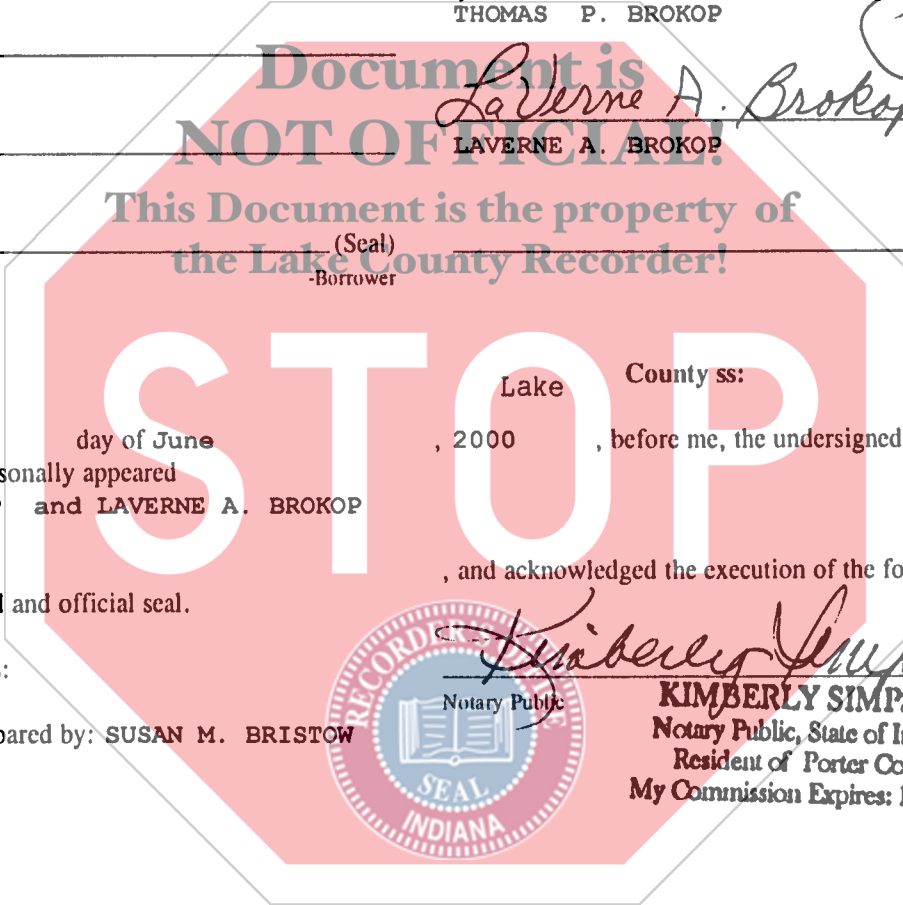 THOMAS P. BROKOP
Document is
LaVerne A. Brokop
NOT OFFICIAL!
LAVERNE A. BROKOP
This Document is the property of
(Seal)
the Lake County Recorder!
-Borrower
STOP
Lake County ss:
day of June , 2000 , before me, the undersigned
sonally appeared
and LAVERNE A. BROKOP
, and acknowledged the execution of the fo
and official seal.
RECORDER'S OFFICE
Kimberly
Notary Public
KIMBERLY SIMP
Notary Public, State of In
pared by: SUSAN M. BRISTOW
Resident of Porter Co
SEAL
My Commission Expires:
INDIANA